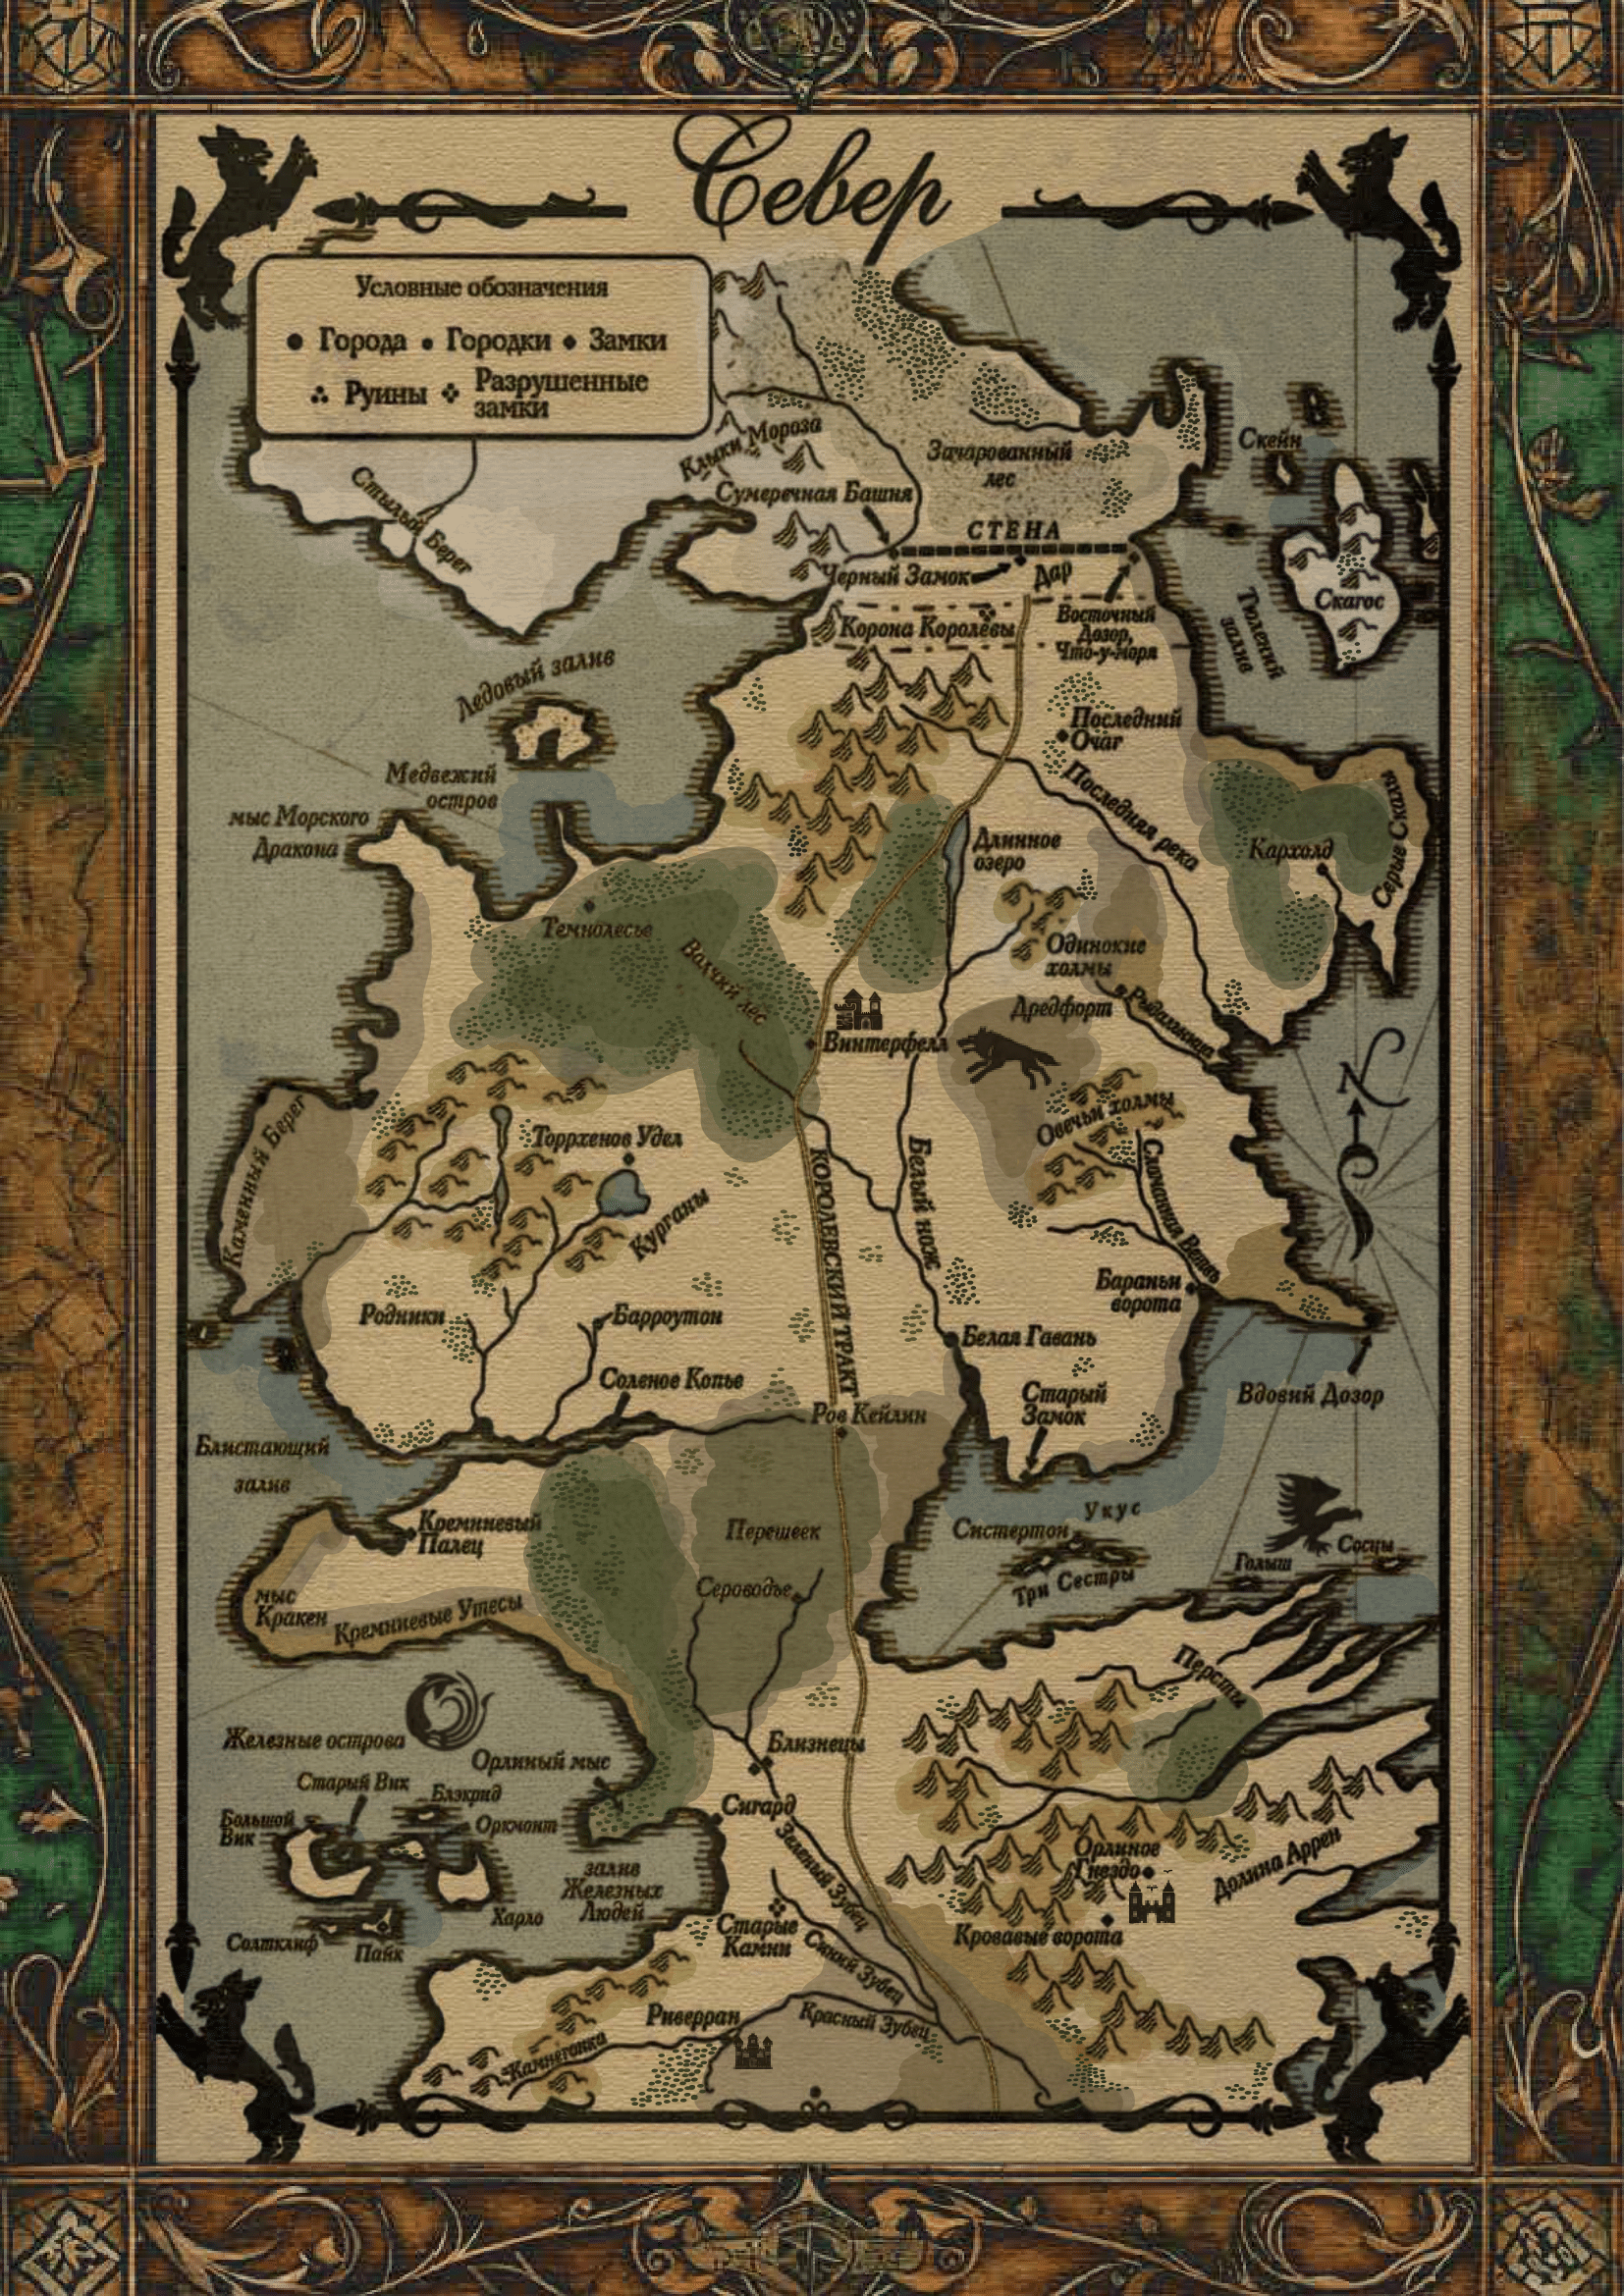 Север
Условные обозначения
Города Городки Замки
Руины Разрушенные
замки
Стылый Берег
Клыки Мороза
Зачарованный
лес
Скейн
Сумеречная Башня
СТЕНА
Черный Замок
Дар
Скагос
Тюлений
залив
Корона Королевы
Восточный
Дозор,
Что-у-моря
Ледовый залив
Последний
Очаг
Медвежий
остров
мыс Морского
Дракона
Последняя река
Длинное
озеро
Кархолд
Серые Скалы
Темнолесье
Волчий лес
Одинокие
холмы
Дредфорт
р. Рыдающая
Винтерфелл
N
Овечьи холмы
Каменный Берег
Торрхенов Удел
Курганы
КОРОЛЕВСКИЙ ТРАКТ
Белый нож
Сломанная Ветвь
Бараньи
ворота
Родники
Барроутон
Белая Гавань
Соленое Копье
Старый
Замок
Вдовий Дозор
Ров Кейлин
Блистающий
залив
Кремниевый
Палец
Перешеек
Укус
Систертон
Три Сестры
Голыш
Сосцы
Сероводье
мыс
Кракен
Кремниевые Утесы
Персты
Железные острова
Орлиный мыс
Близнецы
Старый Вик
Блэкрид
Большой
Вик
Оркмонт
Сигард
Зеленый Зубец
залив
Железных
Людей
Орлиное
Гнездо
Долина Аррен
Харло
Солтклиф
Пайк
Старые
Камни
Синий Зубец
Кровавые ворота
Риверран
Красный Зубец
Камнегонка